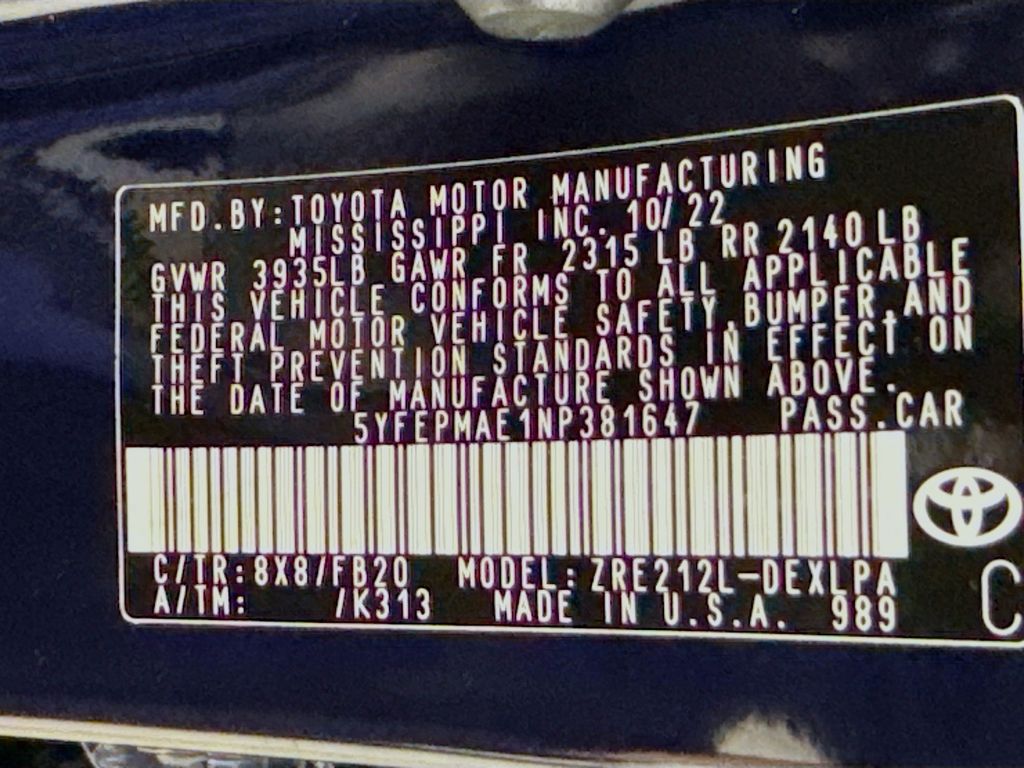 MFD.BY:TOYOTA MOTOR MANUFACTURING
MISSISSIPPI INC. 10/22
GVWR 3935LB GAWR FR 2315 LB RR 2140 LB
THIS VEHICLE CONFORMS TO ALL APPLICABLE
FEDERAL MOTOR VEHICLE SAFETY,BUMPER,AND
THEFT PREVENTION STANDARDS IN EFFECT ON
THE DATE OF MANUFACTURE SHOWN ABOVE.
5YFEPMAE1NP381647 PASS.CAR
C/TR:8X8/FB20 MODEL:ZRE212L-DEXLPA
A/TM: /K313 MADE IN U.S.A. 989
C